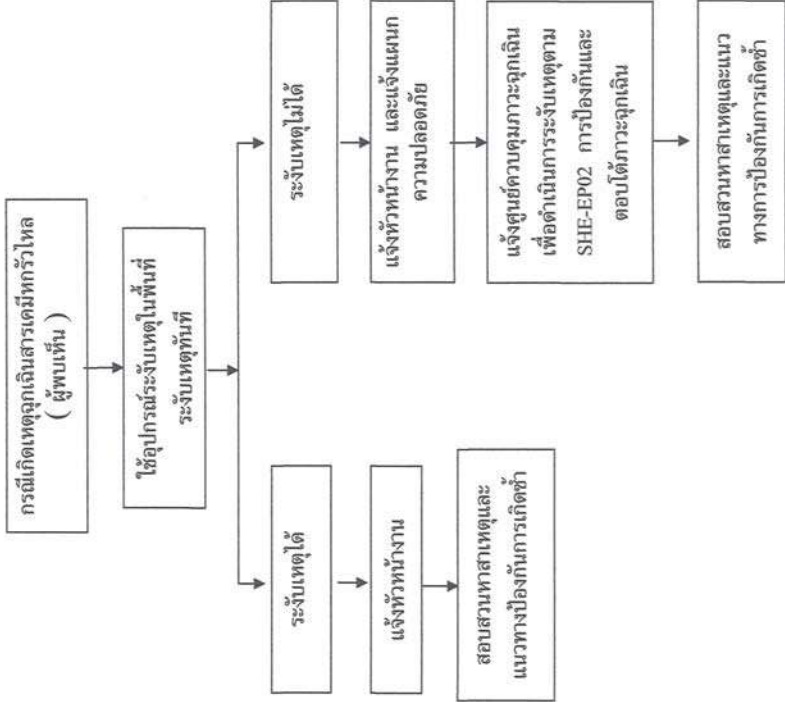 กรณีเกิดเหตุฉุกเฉินสารเคมีหกรั่วไหล
( ผู้พบเห็น )
ใช้อุปกรณ์ระงับเหตุในพื้นที่
ระงับเหตุทันที
ระงับเหตุได้
แจ้งหัวหน้างาน
สอบสวนหาสาเหตุและ
แนวทางป้องกันการเกิดซ้ำ
ระงับเหตุไม่ได้
แจ้งหัวหน้างาน และแจ้งแผนก
ความปลอดภัย
แจ้งศูนย์ควบคุมภาวะฉุกเฉิน
เพื่อดำเนินการระงับเหตุตาม
SHE-EP02 การป้องกันและ
ตอบโต้ภาวะฉุกเฉิน
สอบสวนหาสาเหตุและแนว
ทางการป้องกันการเกิดซ้ำ